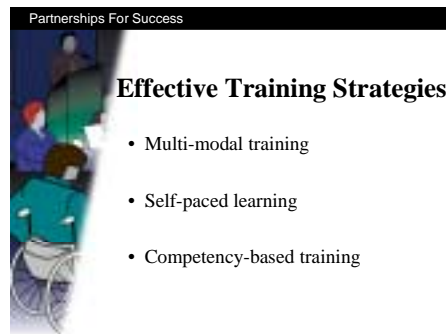 Partnerships For Success
Effective Training Strategies
• Multi-modal training
• Self-paced learning
• Competency-based training